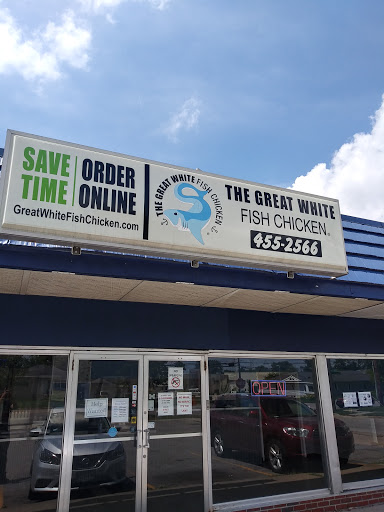 SAVE TIME
ORDER ONLINE
GreatWhiteFishChicken.com
THE GREAT WHITE FISH CHICKEN
THE GREAT WHITE
FISH CHICKEN
455-2566
OPEN
Help